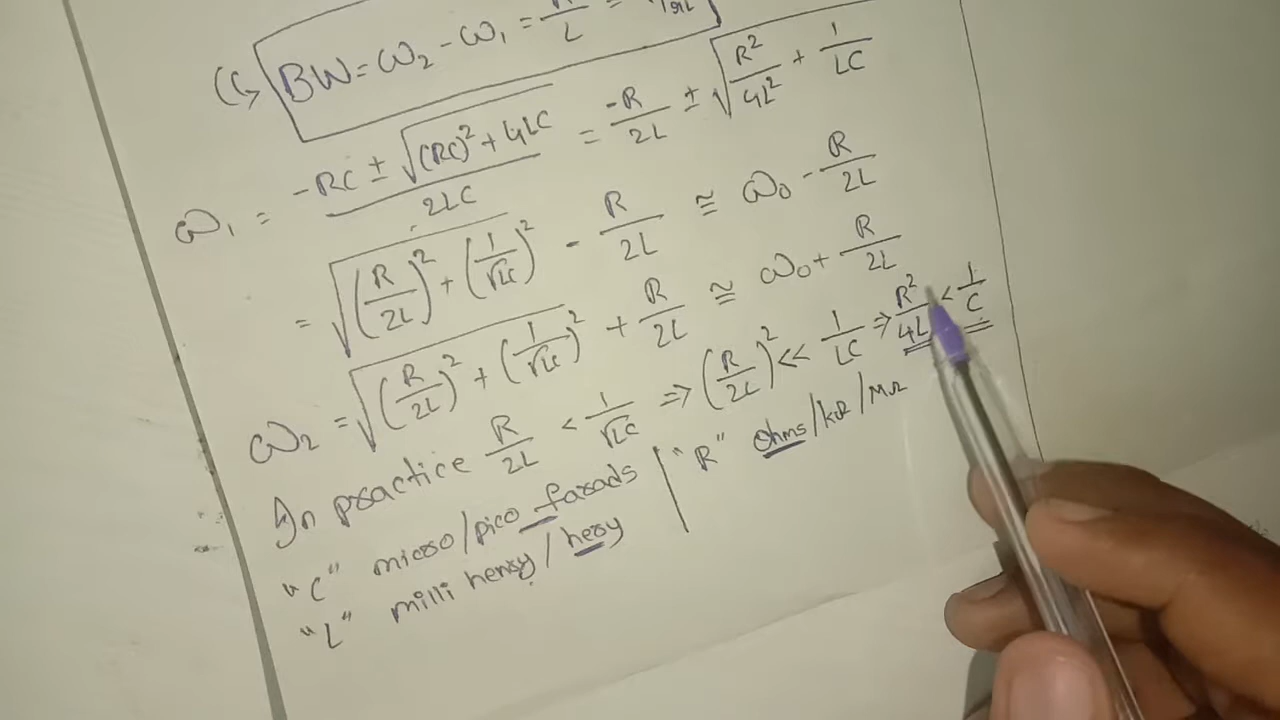 BW = ω₂ - ω₁ = R/L =
ω₁ = (-RC ± √((RC)² + 4LC))/2LC = -R/2L ± √(R²/4L² + 1/LC)
= √((R/2L)² + (1/√LC)²) - R/2L ≅ ω₀ - R/2L
ω₂ = √((R/2L)² + (1/√LC)²) + R/2L ≅ ω₀ + R/2L
In practice R/2L < 1/√LC ⇒ (R/2L)² << 1/LC ⇒ R²/4L < 1/C
"C" micro/pico farads | "R" ohms/kΩ/MΩ
"L" milli henry/heny